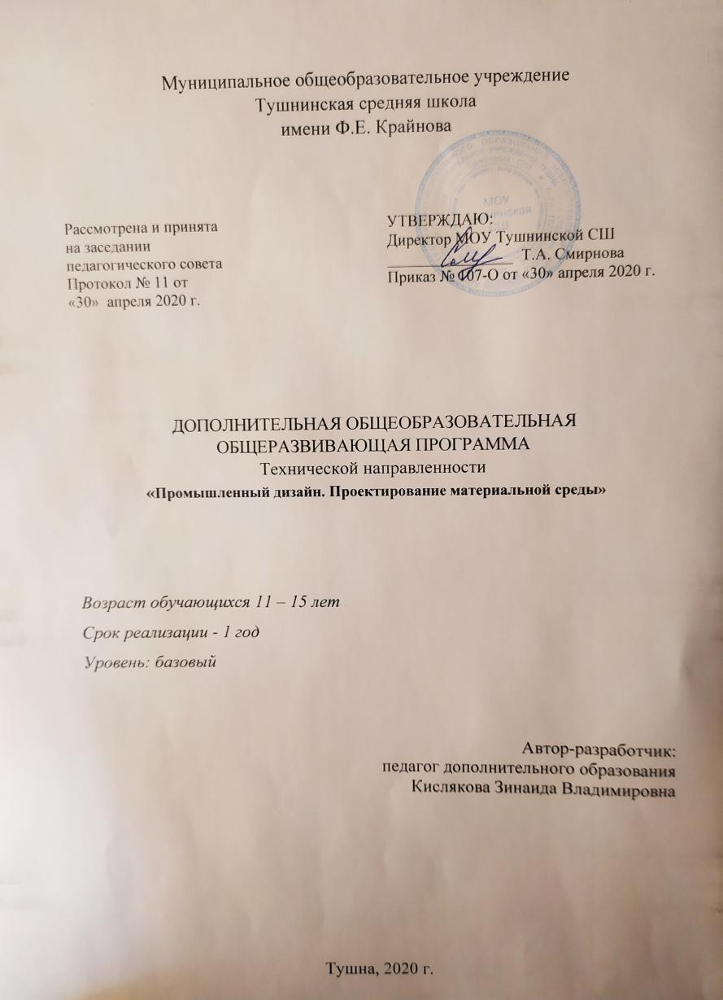 Муниципальное общеобразовательное учреждение
Тушнинская средняя школа
имени Ф.Е. Крайнова
Рассмотрена и принята
на заседании
педагогического совета
Протокол № 11 от
«30» апреля 2020 г.
МОУ
УТВЕРЖДАЮ:
Директор МОУ Тушнинской СШ
Т.А. Смирнова
Приказ № 107-О от «30» апреля 2020 г.
ДОПОЛНИТЕЛЬНАЯ ОБЩЕОБРАЗОВАТЕЛЬНАЯ
ОБЩЕРАЗВИВАЮЩАЯ ПРОГРАММА
Технической направленности
«Промышленный дизайн. Проектирование материальной среды»
Возраст обучающихся 11 – 15 лет
Срок реализации - 1 год
Уровень: базовый
Автор-разработчик:
педагог дополнительного образования
Кислякова Зинаида Владимировна
Тушна, 2020 г.